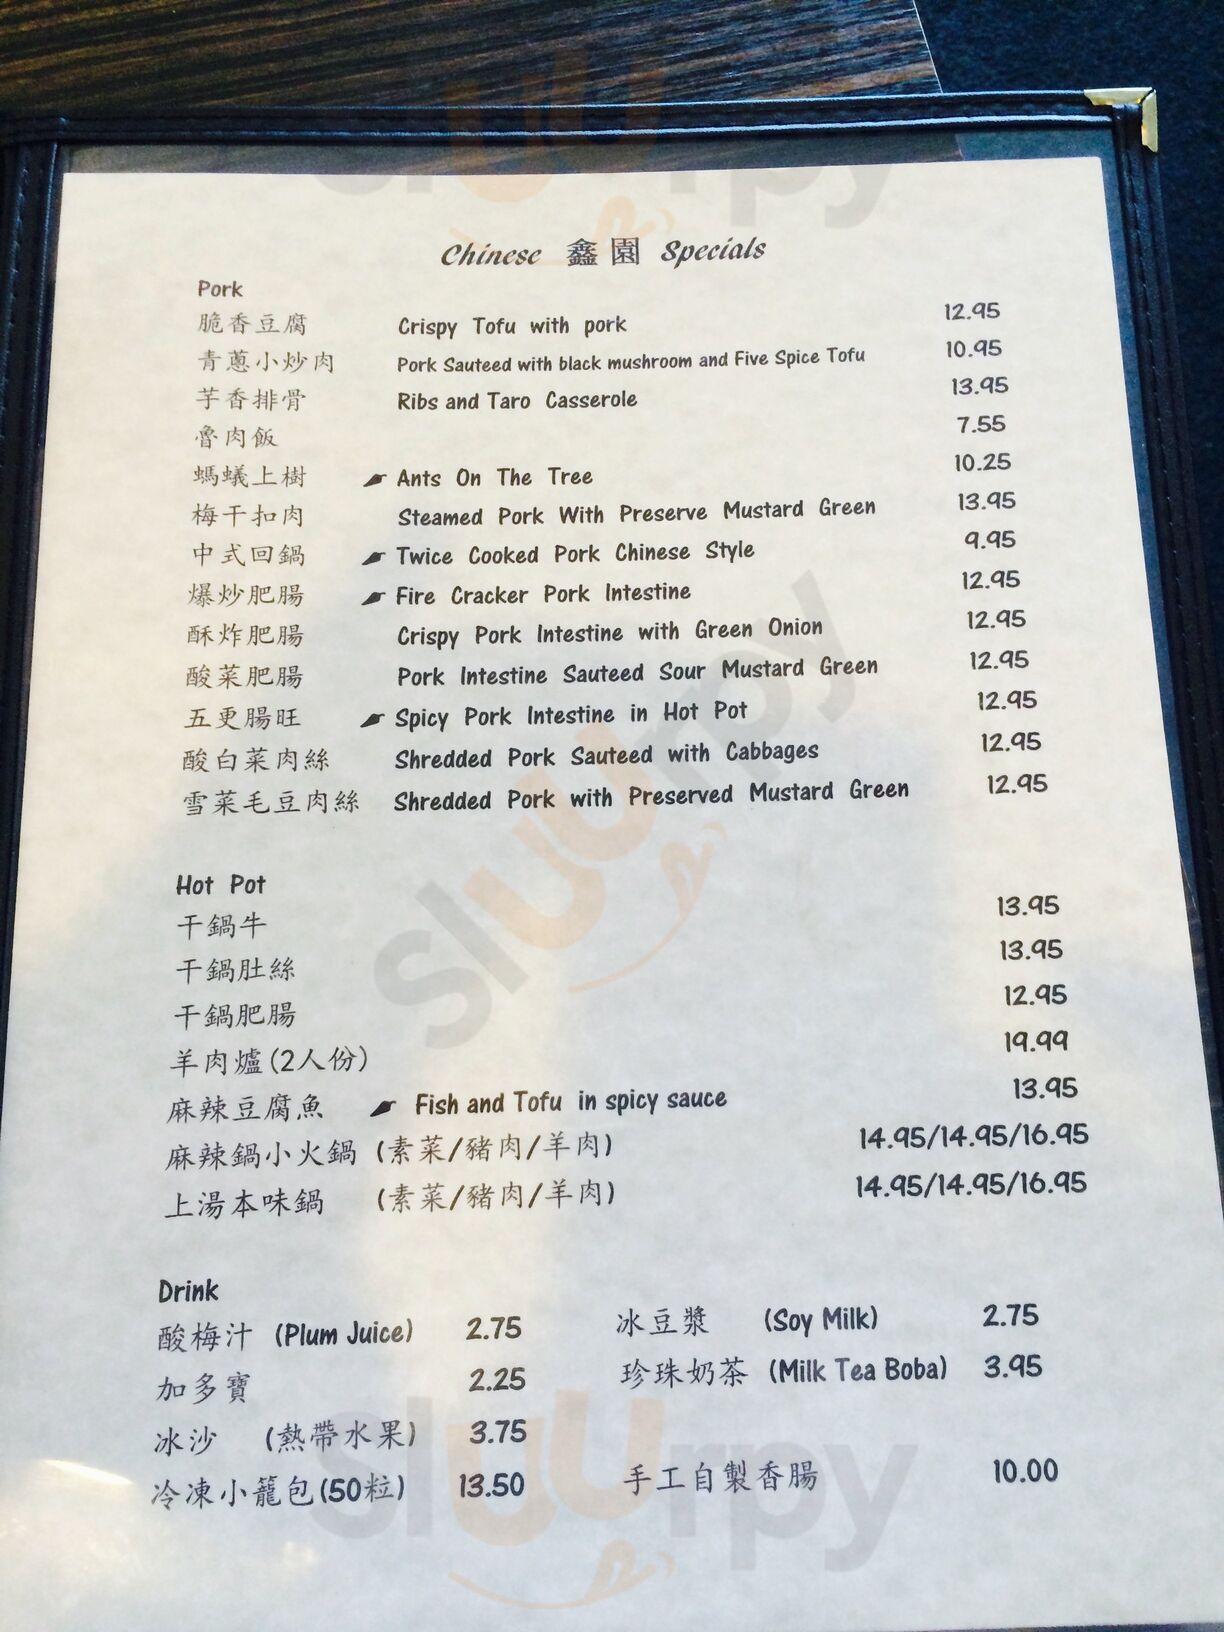 Chinese 鑫園 Specials
Pork
脆香豆腐 Crispy Tofu with pork 12.95
青蔥小炒肉 Pork Sauteed with black mushroom and Five Spice Tofu 10.95
芋香排骨 Ribs and Taro Casserole 13.95
魯肉飯 7.55
螞蟻上樹 Ants On The Tree 10.25
梅干扣肉 Steamed Pork With Preserve Mustard Green 13.95
中式回鍋 Twice Cooked Pork Chinese Style 9.95
爆炒肥腸 Fire Cracker Pork Intestine 12.95
酥炸肥腸 Crispy Pork Intestine with Green Onion 12.95
酸菜肥腸 Pork Intestine Sauteed Sour Mustard Green 12.95
五更腸旺 Spicy Pork Intestine in Hot Pot 12.95
酸白菜肉絲 Shredded Pork Sauteed with Cabbages 12.95
雪菜毛豆肉絲 Shredded Pork with Preserved Mustard Green 12.95
Hot Pot
干鍋牛 13.95
干鍋肚絲 13.95
干鍋肥腸 12.95
羊肉爐(2人份) 19.99
麻辣豆腐魚 Fish and Tofu in spicy sauce 13.95
麻辣鍋小火鍋 (素菜/豬肉/羊肉) 14.95/14.95/16.95
上湯本味鍋 (素菜/豬肉/羊肉) 14.95/14.95/16.95
Drink
酸梅汁 (Plum Juice) 2.75 冰豆漿 (Soy Milk) 2.75
加多寶 2.25 珍珠奶茶 (Milk Tea Boba) 3.95
冰沙 (熱帶水果) 3.75
冷凍小籠包(50粒) 13.50 手工自製香腸 10.00
sluurpy
sluurpy
sluurpy